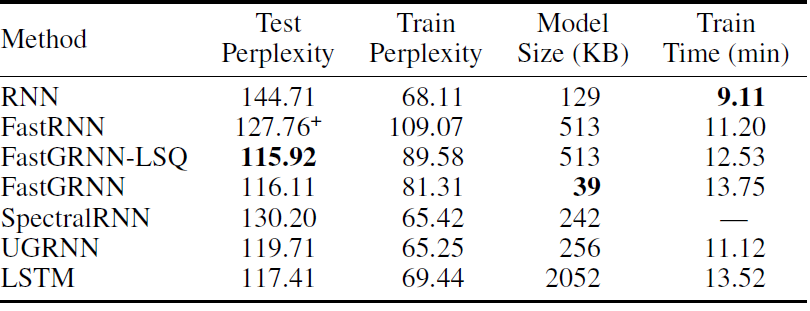 Method Test Perplexity Train Perplexity Model Size (KB) Train Time (min)
RNN 144.71 68.11 129 9.11
FastRNN 127.76+ 109.07 513 11.20
FastGRNN-LSQ 115.92 89.58 513 12.53
FastGRNN 116.11 81.31 39 13.75
SpectralRNN 130.20 65.42 242 —
UGRNN 119.71 65.25 256 11.12
LSTM 117.41 69.44 2052 13.52